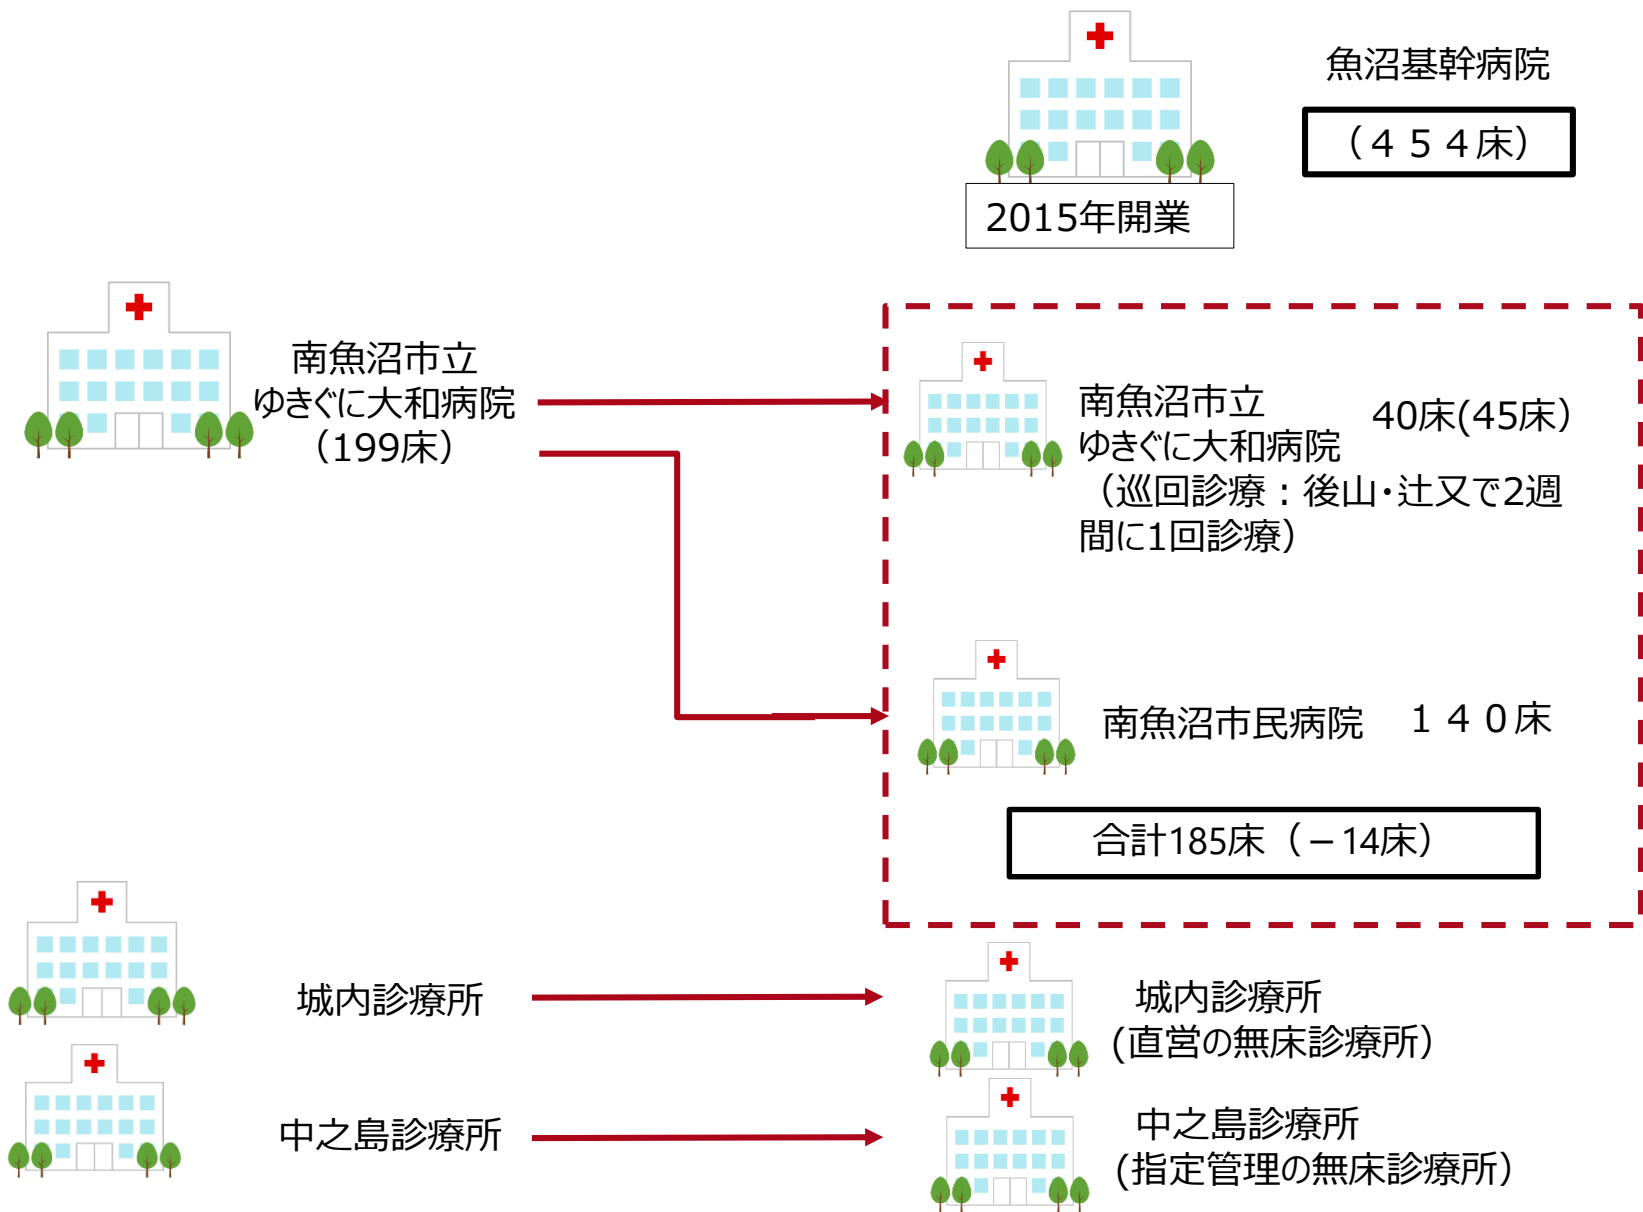 魚沼基幹病院
（４５４床）
2015年開業
南魚沼市立
ゆきぐに大和病院
（199床）
南魚沼市立
ゆきぐに大和病院
（巡回診療：後山･辻又で2週
間に1回診療）
40床(45床）
南魚沼市民病院
１４０床
合計185床（－14床）
城内診療所
城内診療所
(直営の無床診療所）
中之島診療所
中之島診療所
(指定管理の無床診療所）